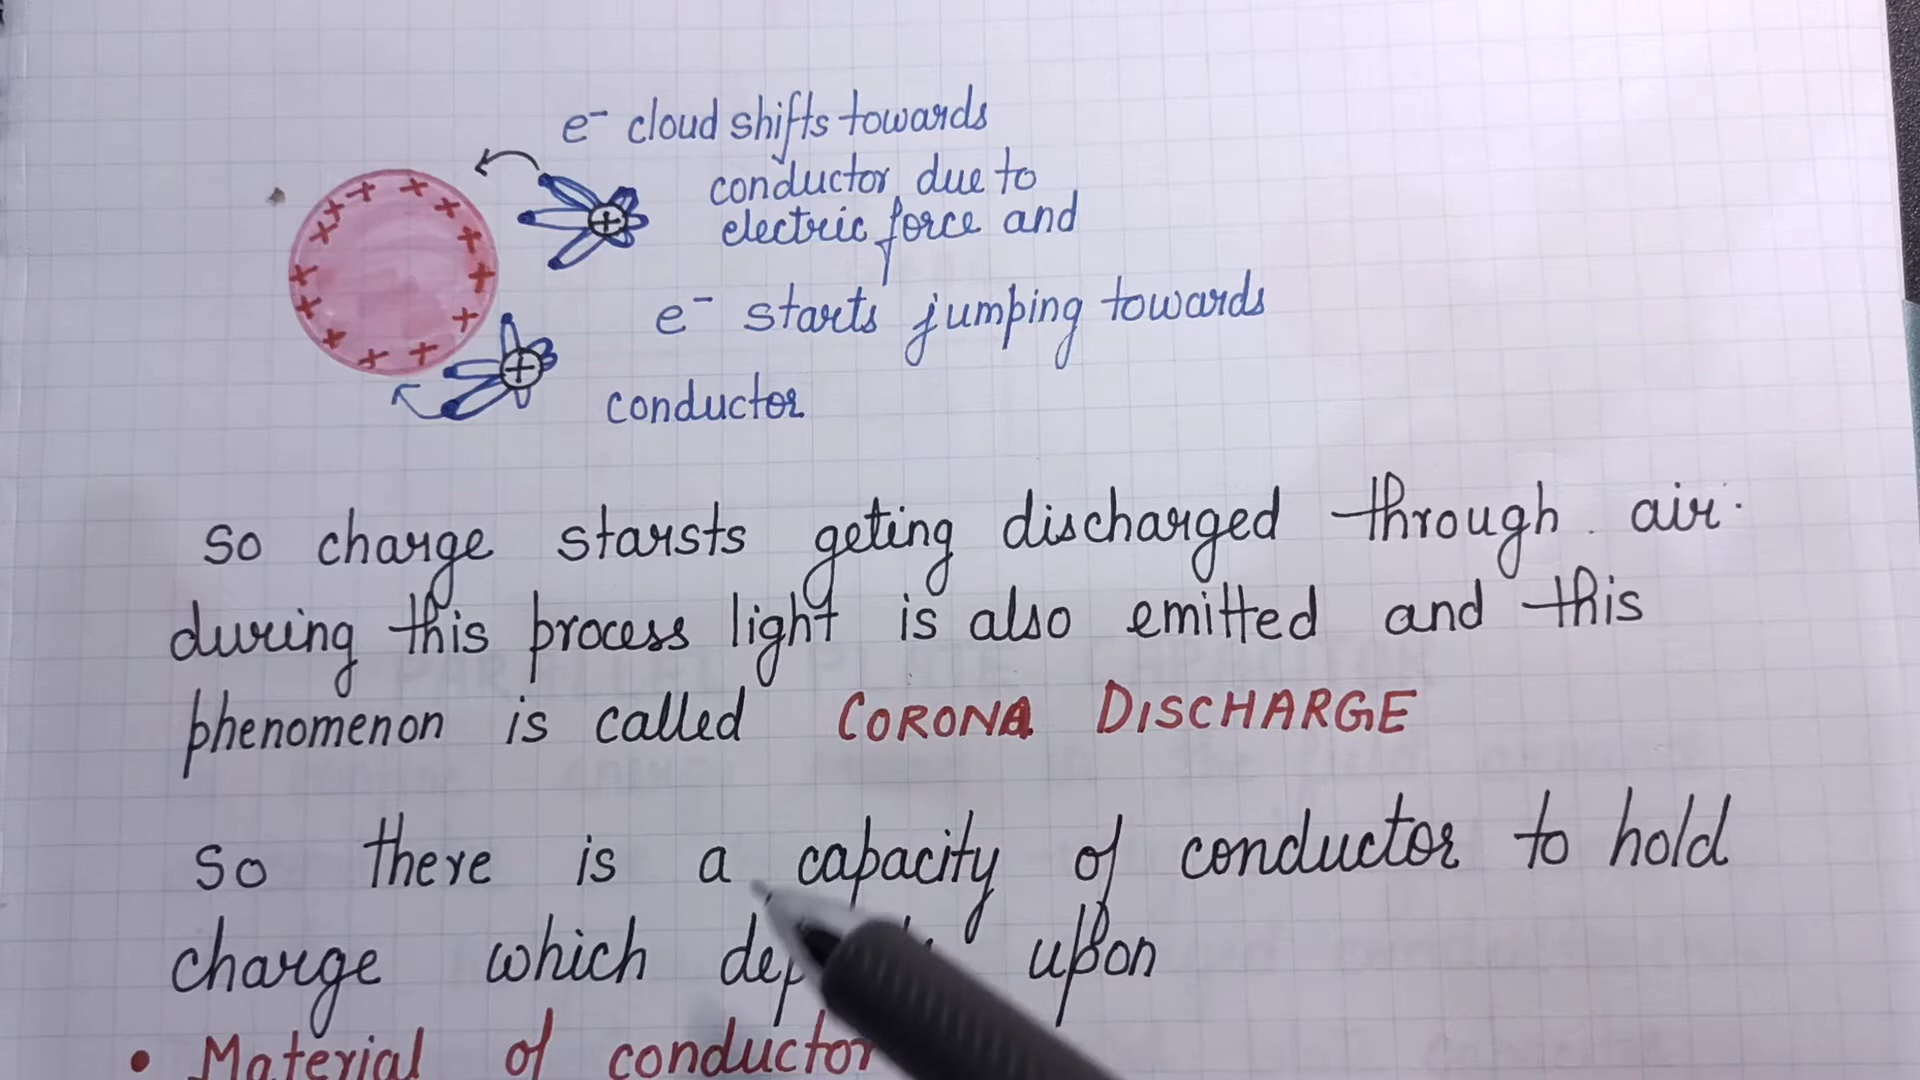 e⁻ cloud shifts towards
conductor due to
electric force and
e⁻ starts jumping towards
conductor
so charge starsts geting discharged through air.
during this process light is also emitted and this
phenomenon is called CORONA DISCHARGE
So there is a capacity of conductor to hold
charge which upon
• Material of conductor